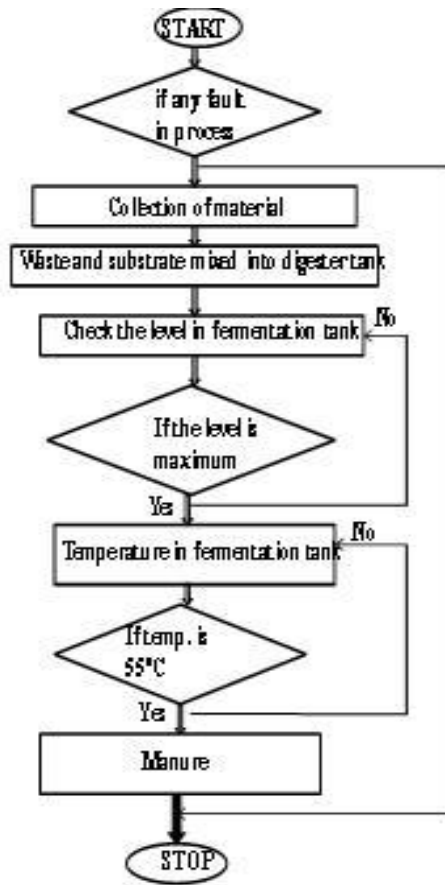 START
if any fault
in process
Collection of material
Waste and substrate mixed into digester tank
Check the level in fermentation tank
No
If the level is
maximum
Yes
No
Temperature in fermentation tank
If temp. is
55°C
Yes
Manure
STOP